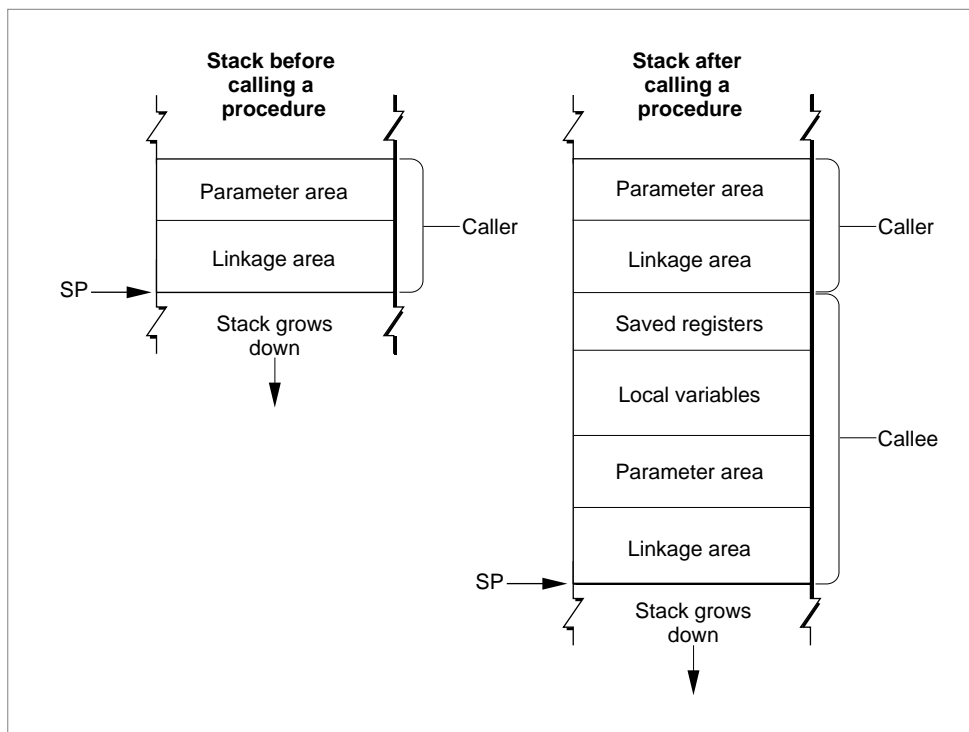 Stack before
calling a
procedure
Parameter area
Linkage area
Caller
SP
Stack grows
down
Stack after
calling a
procedure
Parameter area
Linkage area
Caller
Saved registers
Local variables
Parameter area
Linkage area
Callee
SP
Stack grows
down